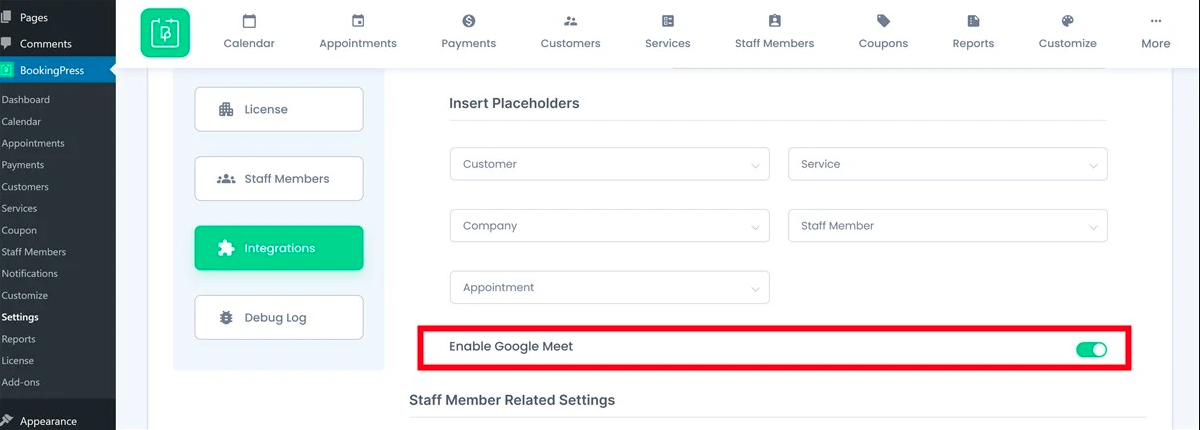 Pages
Comments
BookingPress
Dashboard
Calendar
Appointments
Payments
Customers
Services
Coupon
Staff Members
Notifications
Customize
Settings
Reports
License
Add-ons
Appearance
Calendar
Appointments
Payments
Customers
Services
Staff Members
Coupons
Reports
Customize
More
License
Staff Members
Integrations
Debug Log
Insert Placeholders
Customer
Service
Company
Staff Member
Appointment
Enable Google Meet
Staff Member Related Settings